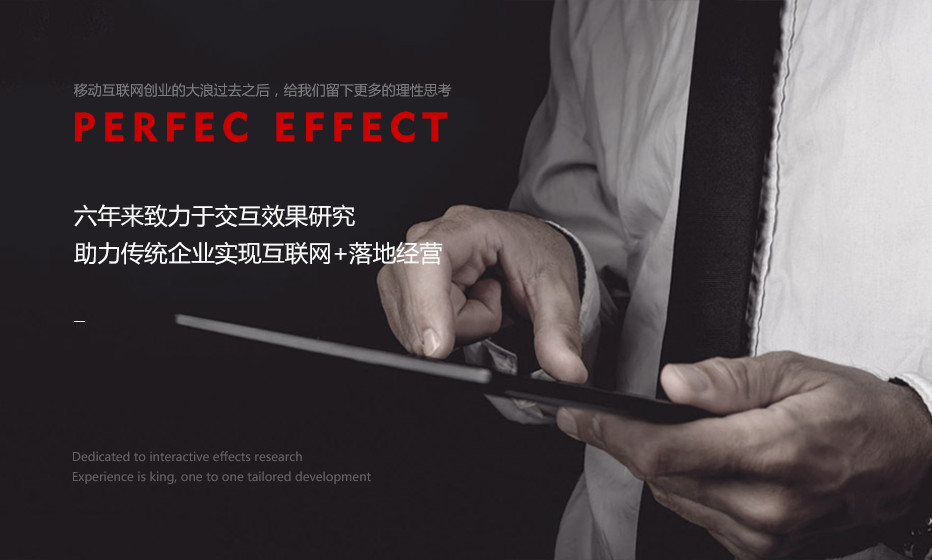 移动互联网创业的大浪过去之后，给我们留下更多的理性思考
PERFEC EFFECT
六年来致力于交互效果研究
助力传统企业实现互联网+落地经营
Dedicated to interactive effects research
Experience is king, one to one tailored development